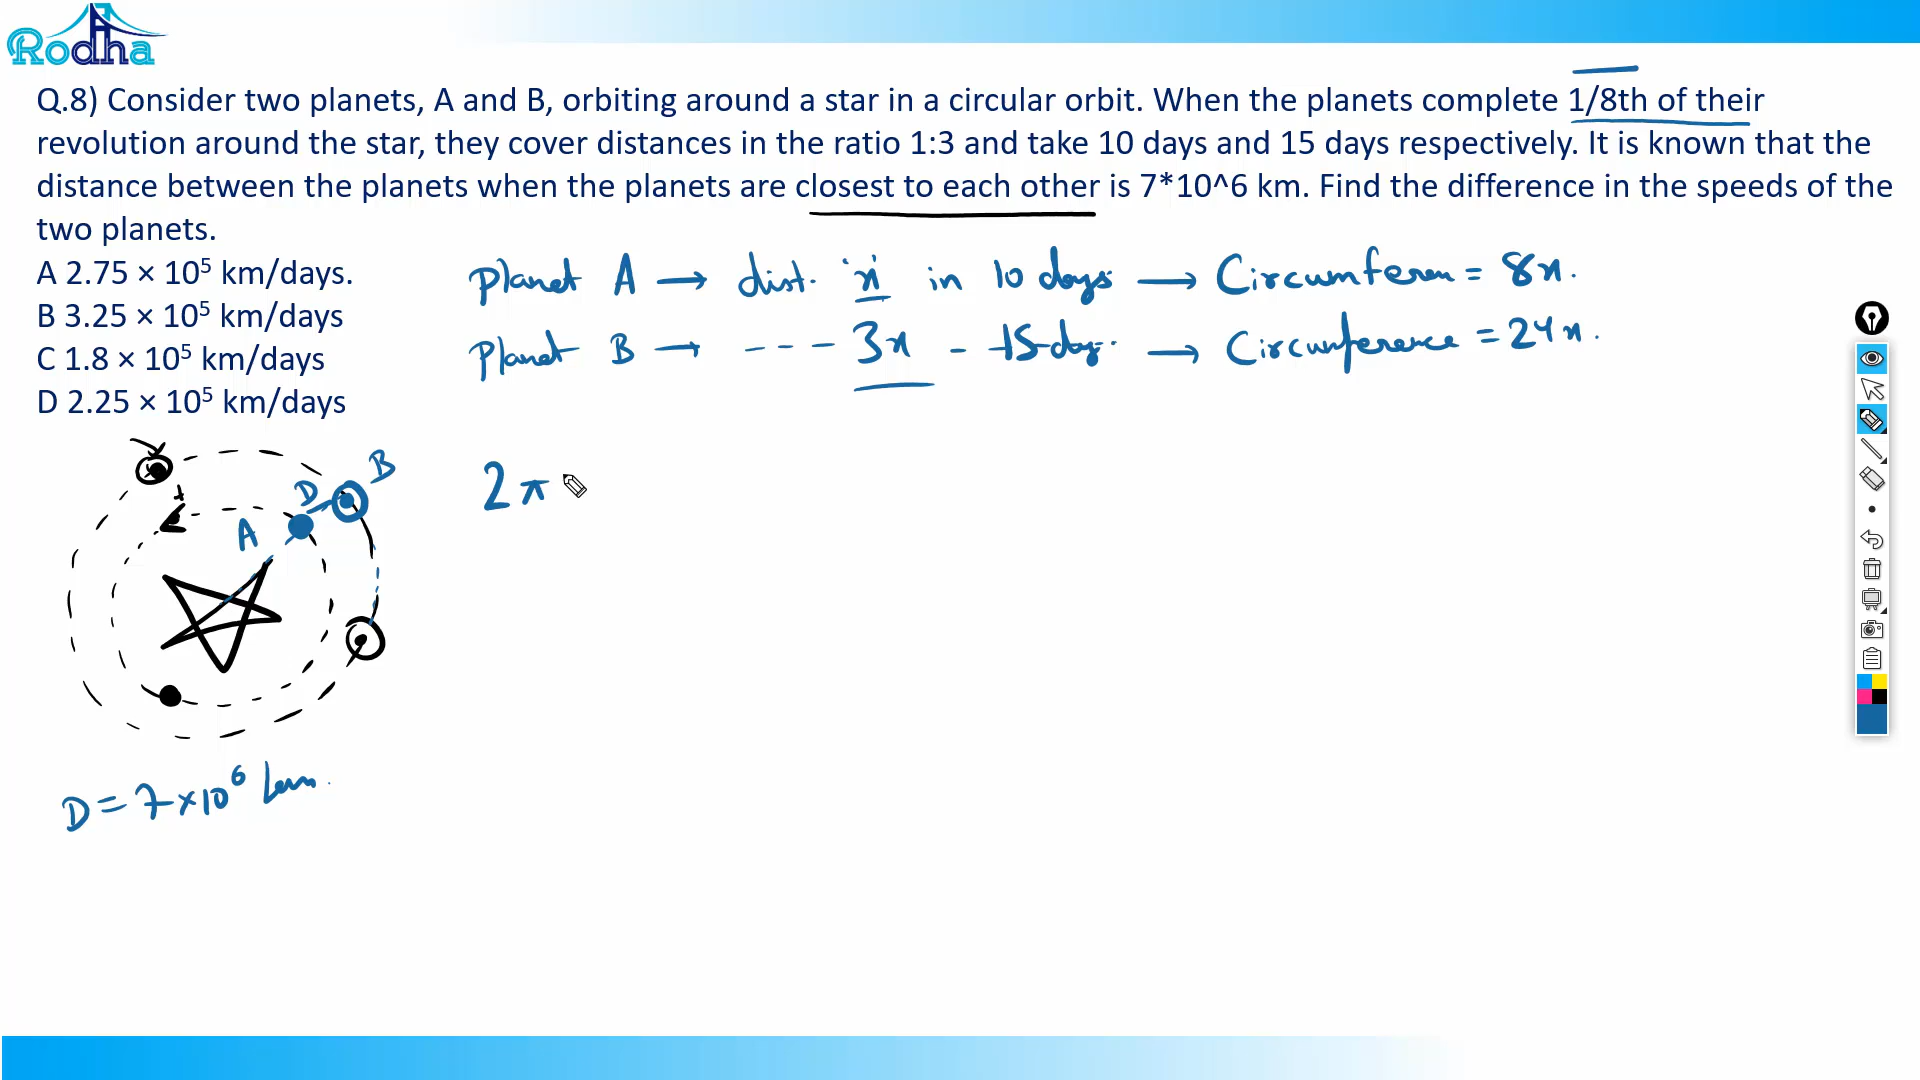 Rodha
Q.8) Consider two planets, A and B, orbiting around a star in a circular orbit. When the planets complete 1/8th of their
revolution around the star, they cover distances in the ratio 1:3 and take 10 days and 15 days respectively. It is known that the
distance between the planets when the planets are closest to each other is 7*10^6 km. Find the difference in the speeds of the
two planets.
A 2.75 × 10⁵ km/days.
B 3.25 × 10⁵ km/days
C 1.8 × 10⁵ km/days
D 2.25 × 10⁵ km/days
Planet A → dist. 'x' in 10 days → Circumferen = 8x.
Planet B → - - - 3x - 15 day. → Circumference = 24x.
B
D
A
2π
D = 7×10⁶ km.